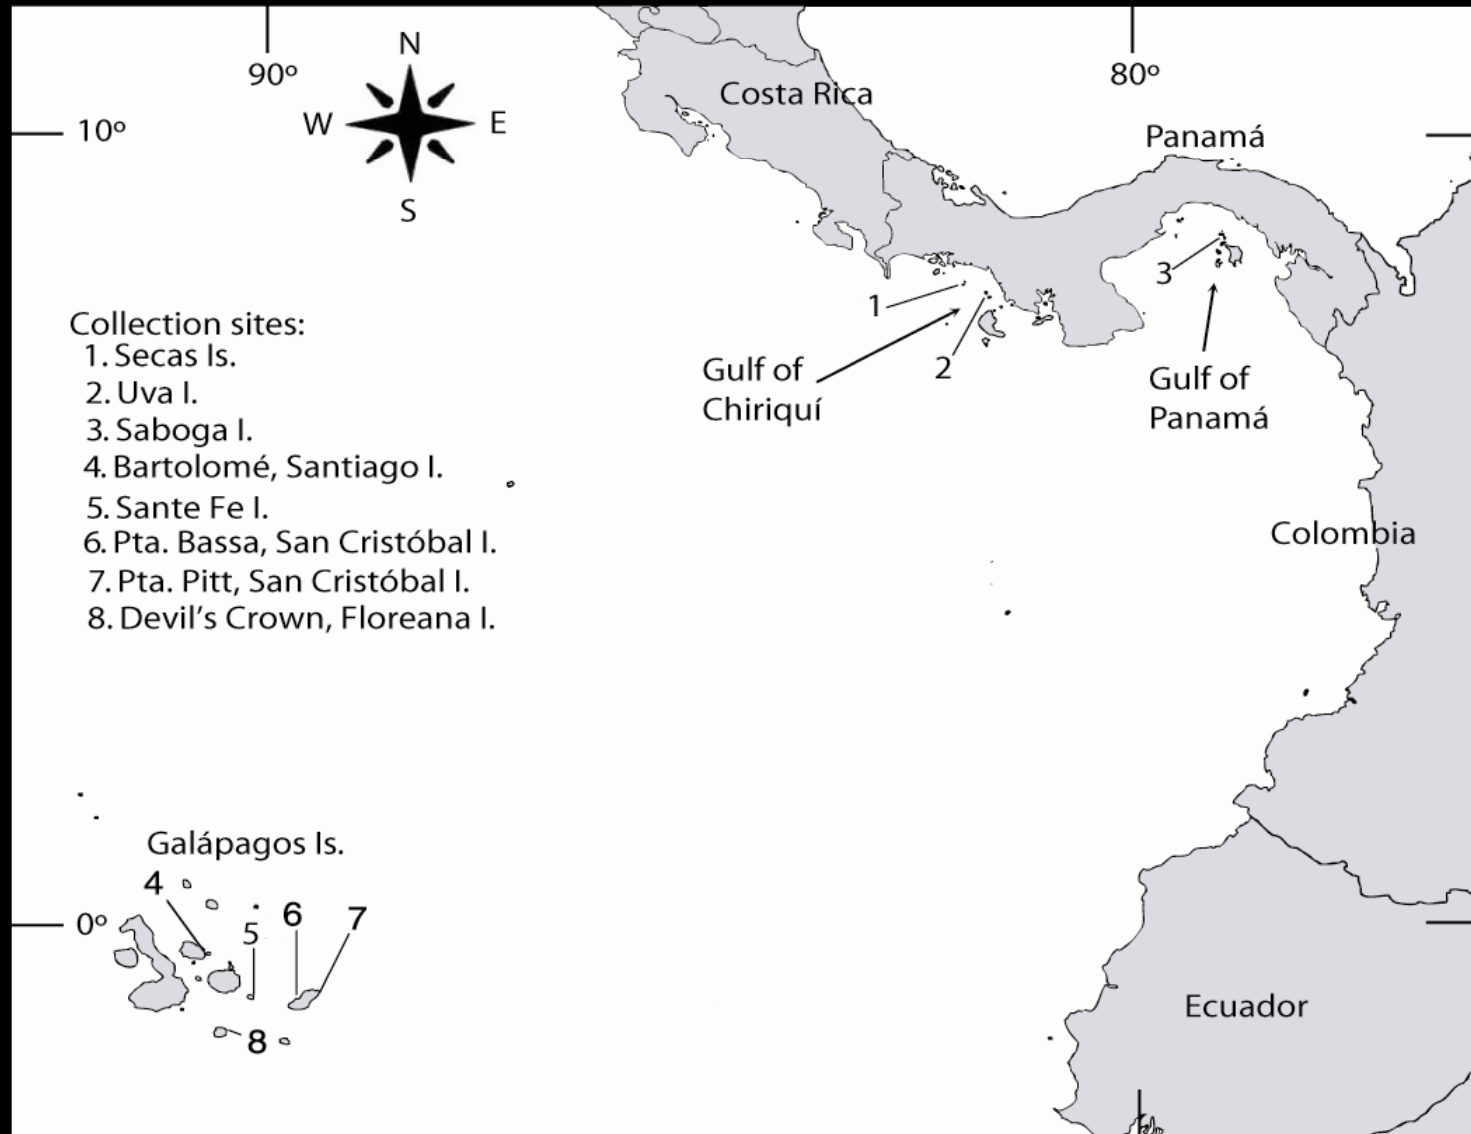 N
90º
80º
Costa Rica
W
E
10º
Panamá
S
3
1
Collection sites:
1. Secas Is.
2. Uva I.
3. Saboga I.
4. Bartolomé, Santiago I.
5. Sante Fe I.
6. Pta. Bassa, San Cristóbal I.
7. Pta. Pitt, San Cristóbal I.
8. Devil's Crown, Floreana I.
Gulf of
Chiriquí
2
Gulf of
Panamá
Colombia
Galápagos Is.
4
0º
5
6
7
Ecuador
8